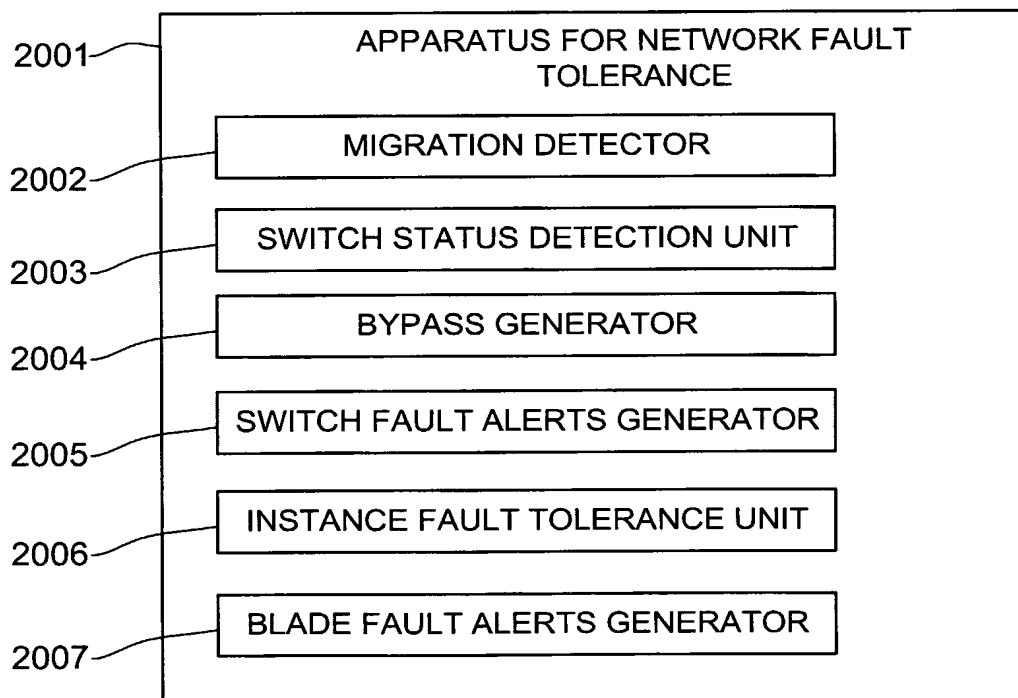 2001
APPARATUS FOR NETWORK FAULT
TOLERANCE
2002
MIGRATION DETECTOR
2003
SWITCH STATUS DETECTION UNIT
2004
BYPASS GENERATOR
2005
SWITCH FAULT ALERTS GENERATOR
2006
INSTANCE FAULT TOLERANCE UNIT
2007
BLADE FAULT ALERTS GENERATOR